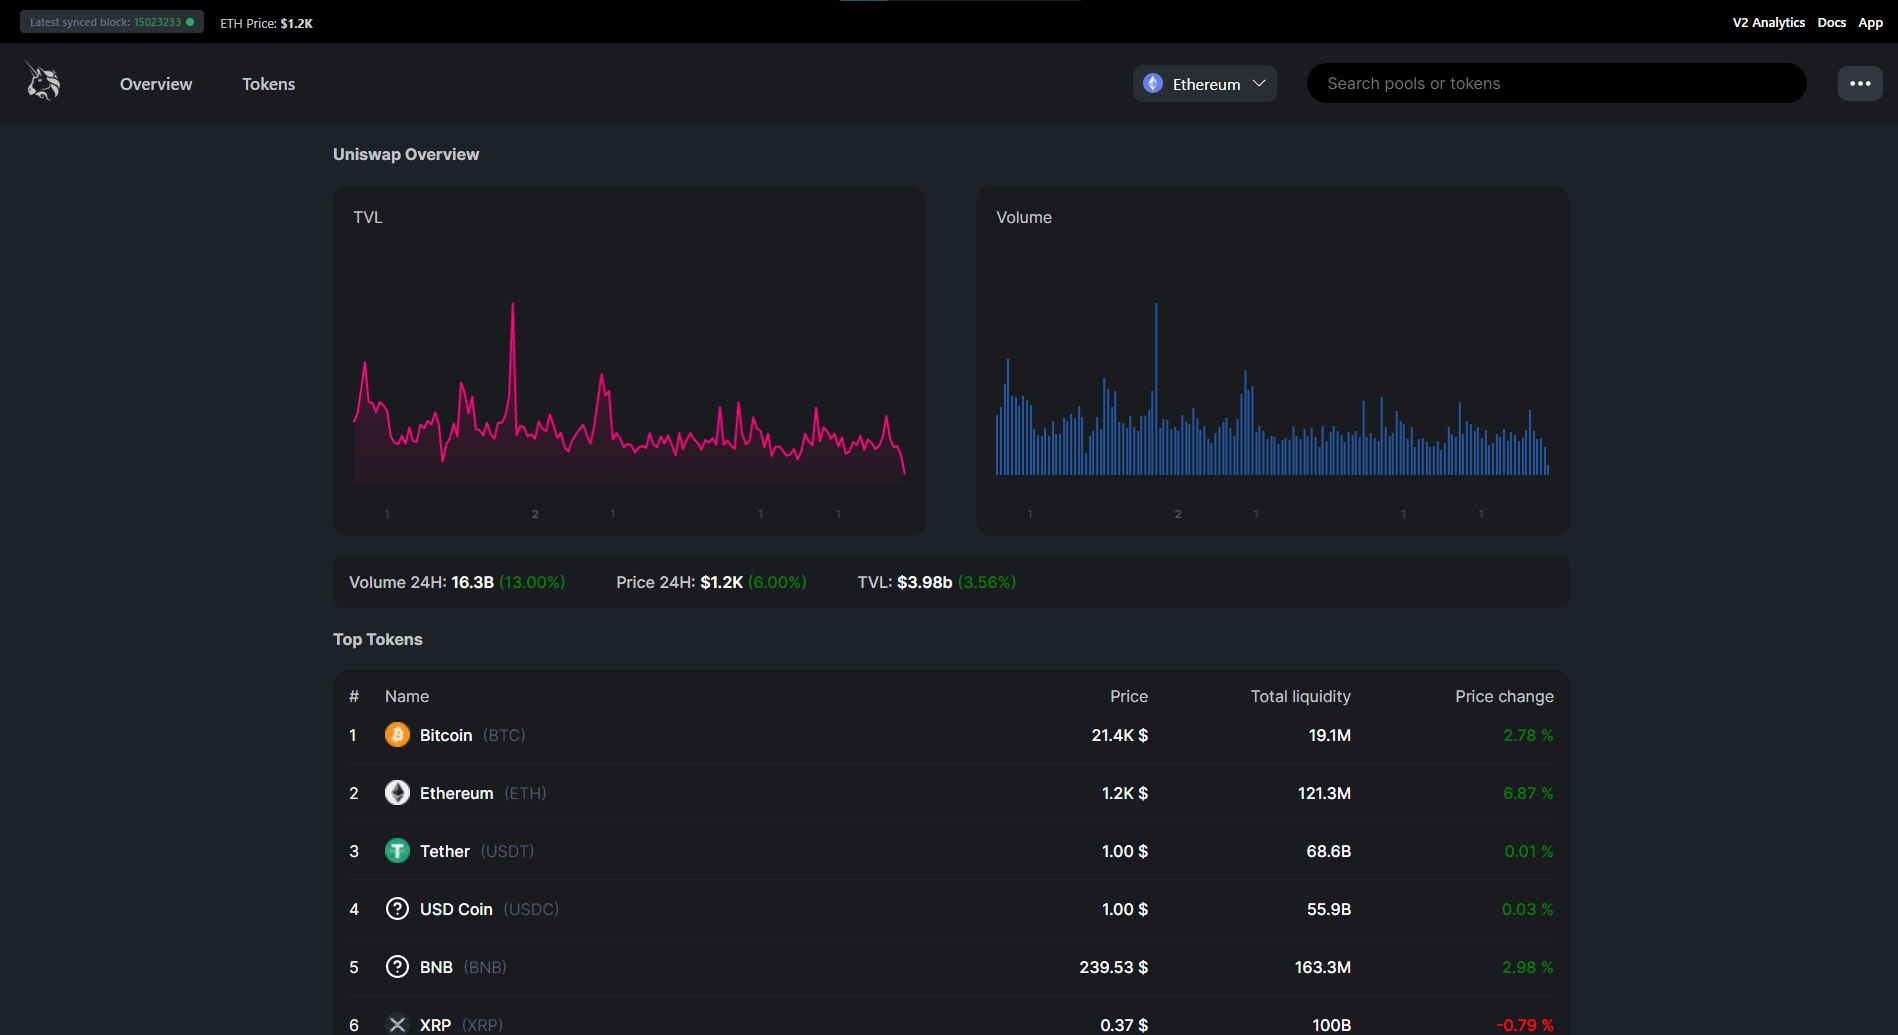 Latest synced block: 15023233
ETH Price: $1.2K
V2 Analytics Docs App
Overview Tokens
Ethereum
Search pools or tokens
Uniswap Overview
TVL
1 2 1 1 1
Volume
1 2 1 1 1
Volume 24H: 16.3B (13.00%) Price 24H: $1.2K (6.00%) TVL: $3.98b (3.56%)
Top Tokens
# Name Price Total liquidity Price change
1 Bitcoin (BTC) 21.4K $ 19.1M 2.78 %
2 Ethereum (ETH) 1.2K $ 121.3M 6.87 %
3 Tether (USDT) 1.00 $ 68.6B 0.01 %
4 USD Coin (USDC) 1.00 $ 55.9B 0.03 %
5 BNB (BNB) 239.53 $ 163.3M 2.98 %
6 XRP (XRP) 0.37 $ 100B -0.79 %